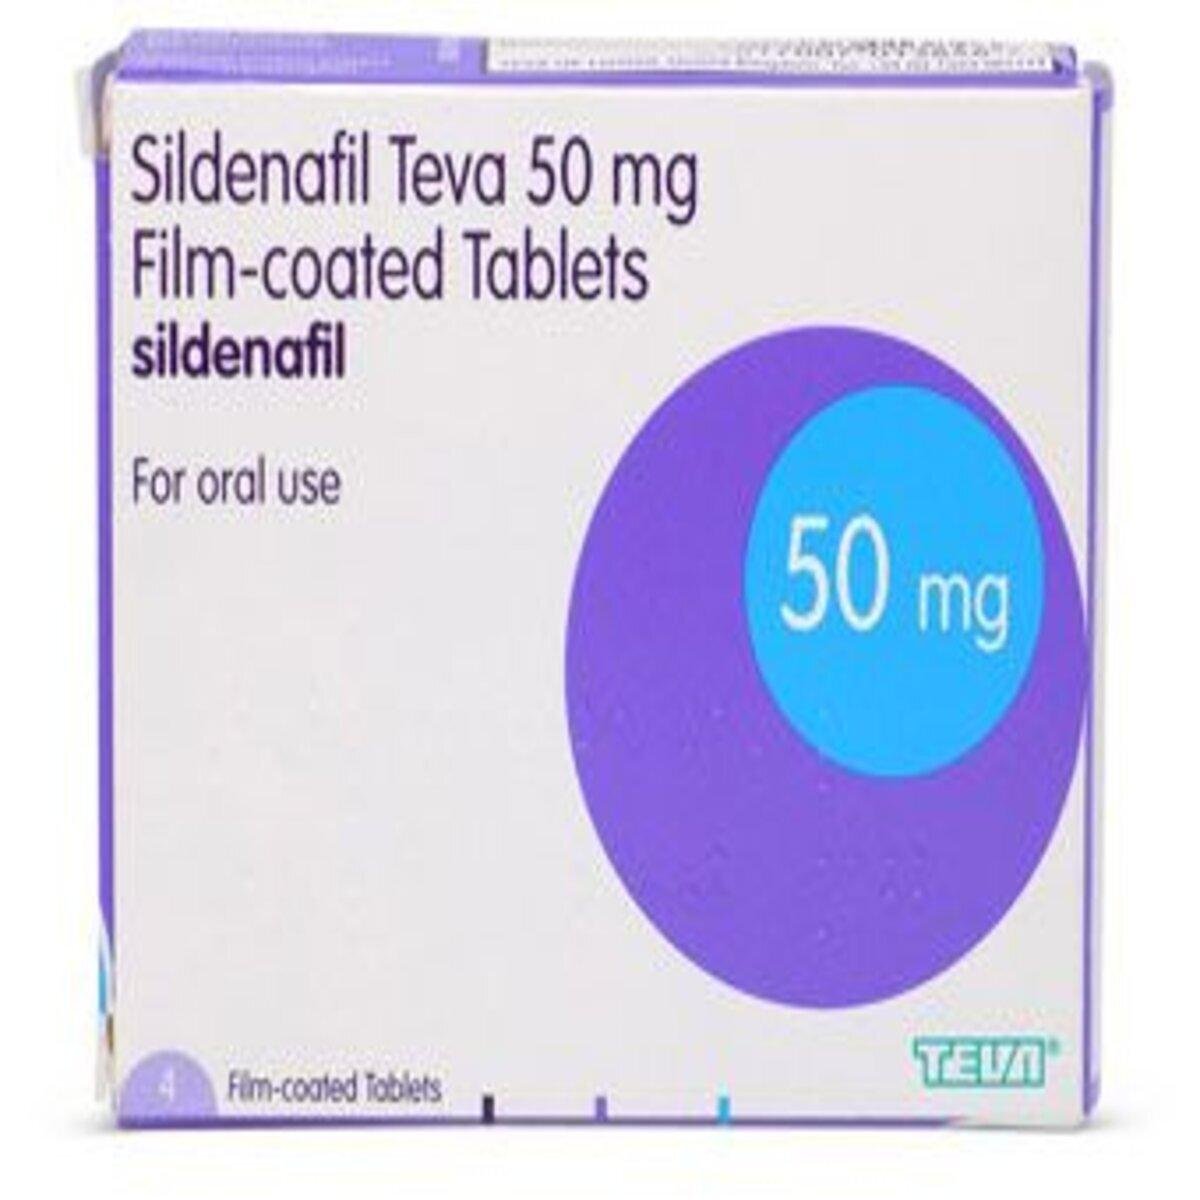 Sildenafil Teva 50 mg
Film-coated Tablets
sildenafil
For oral use
50 mg
TEVA®
4 Film-coated Tablets